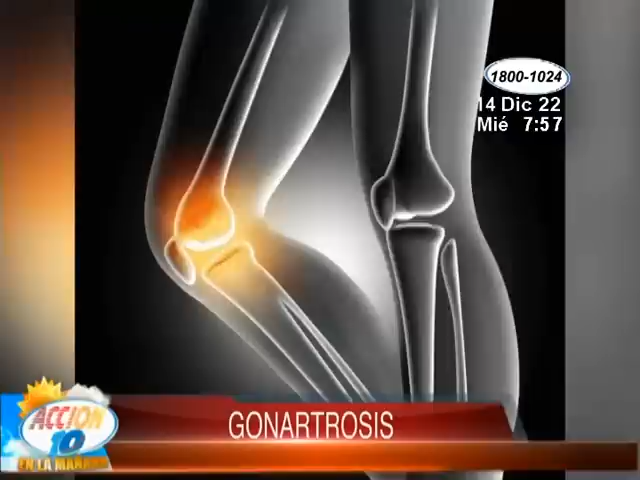 1800-1024
14 Dic 22
Mié 7:57
ACCION
10
EN LA MAÑANA
GONARTROSIS